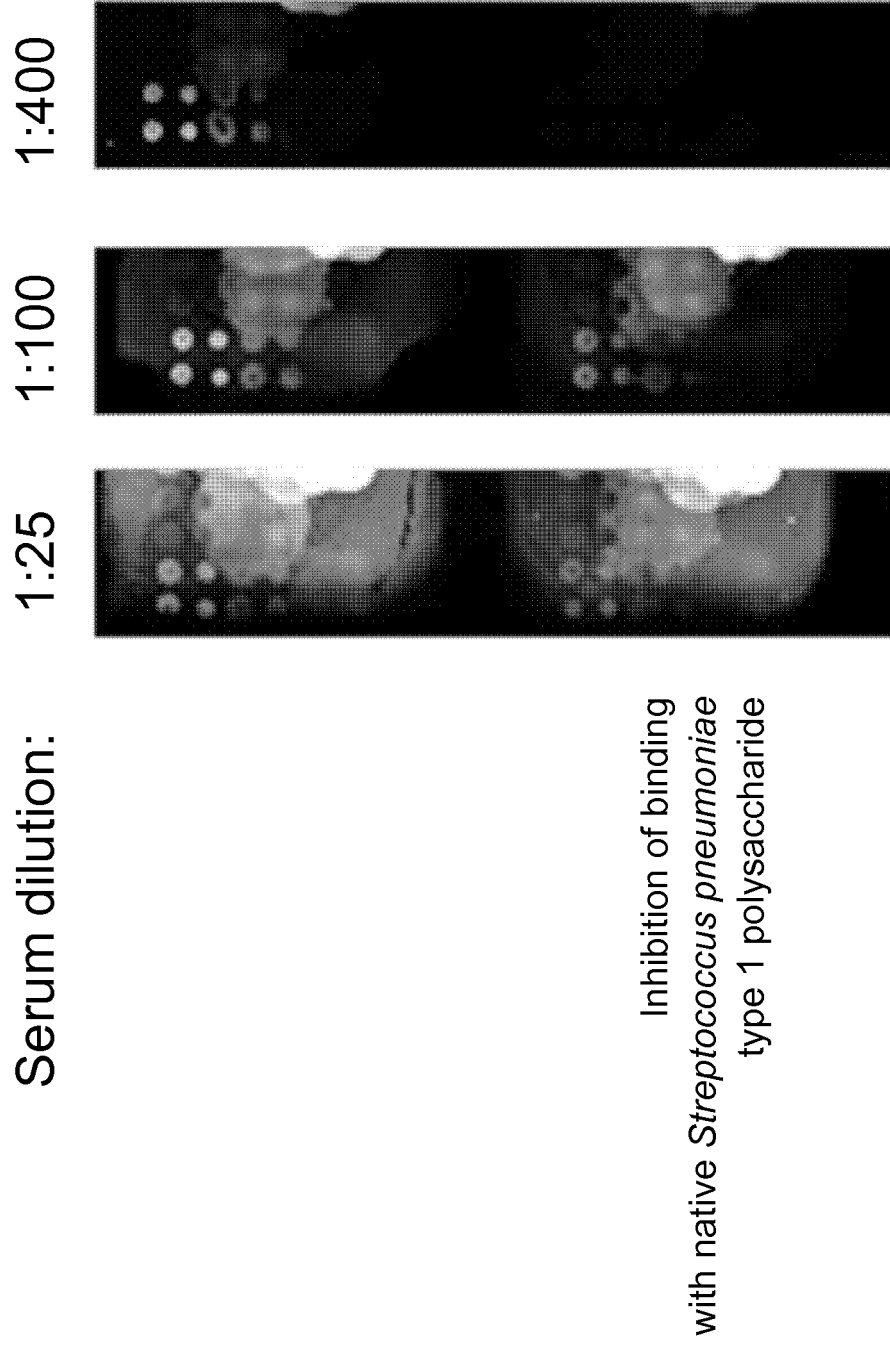 Serum dilution:
1:25
1:100
1:400
Inhibition of binding
with native Streptococcus pneumoniae
type 1 polysaccharide